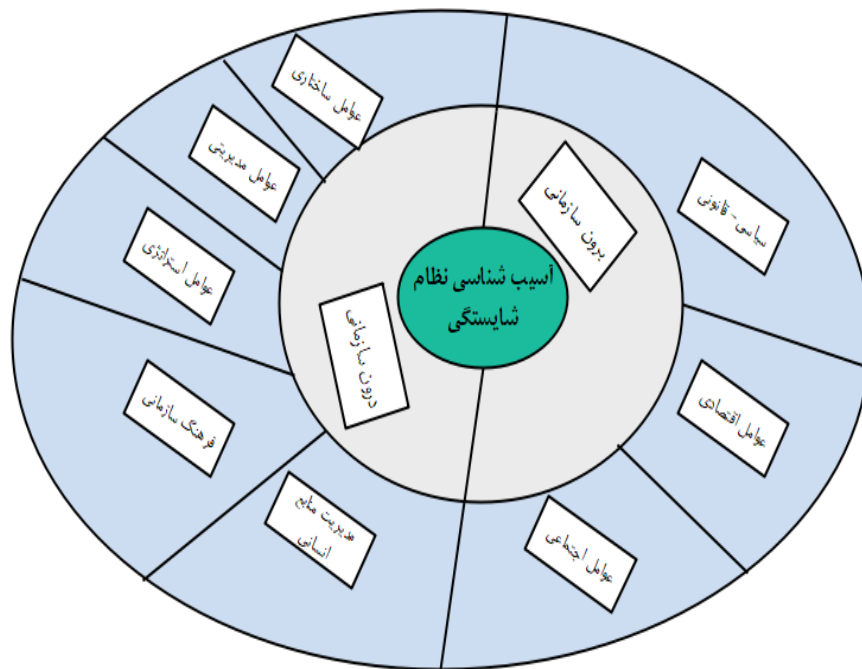 عوامل ساختاری
عوامل مدیریتی
عوامل استراتژی
فرهنگ سازمانی
مدیریت منابع
انسانی
عوامل اجتماعی
عوامل اقتصادی
سیاسی-قانونی
برون سازمانی
درون سازمانی
آسیب شناسی نظام
شایستگی